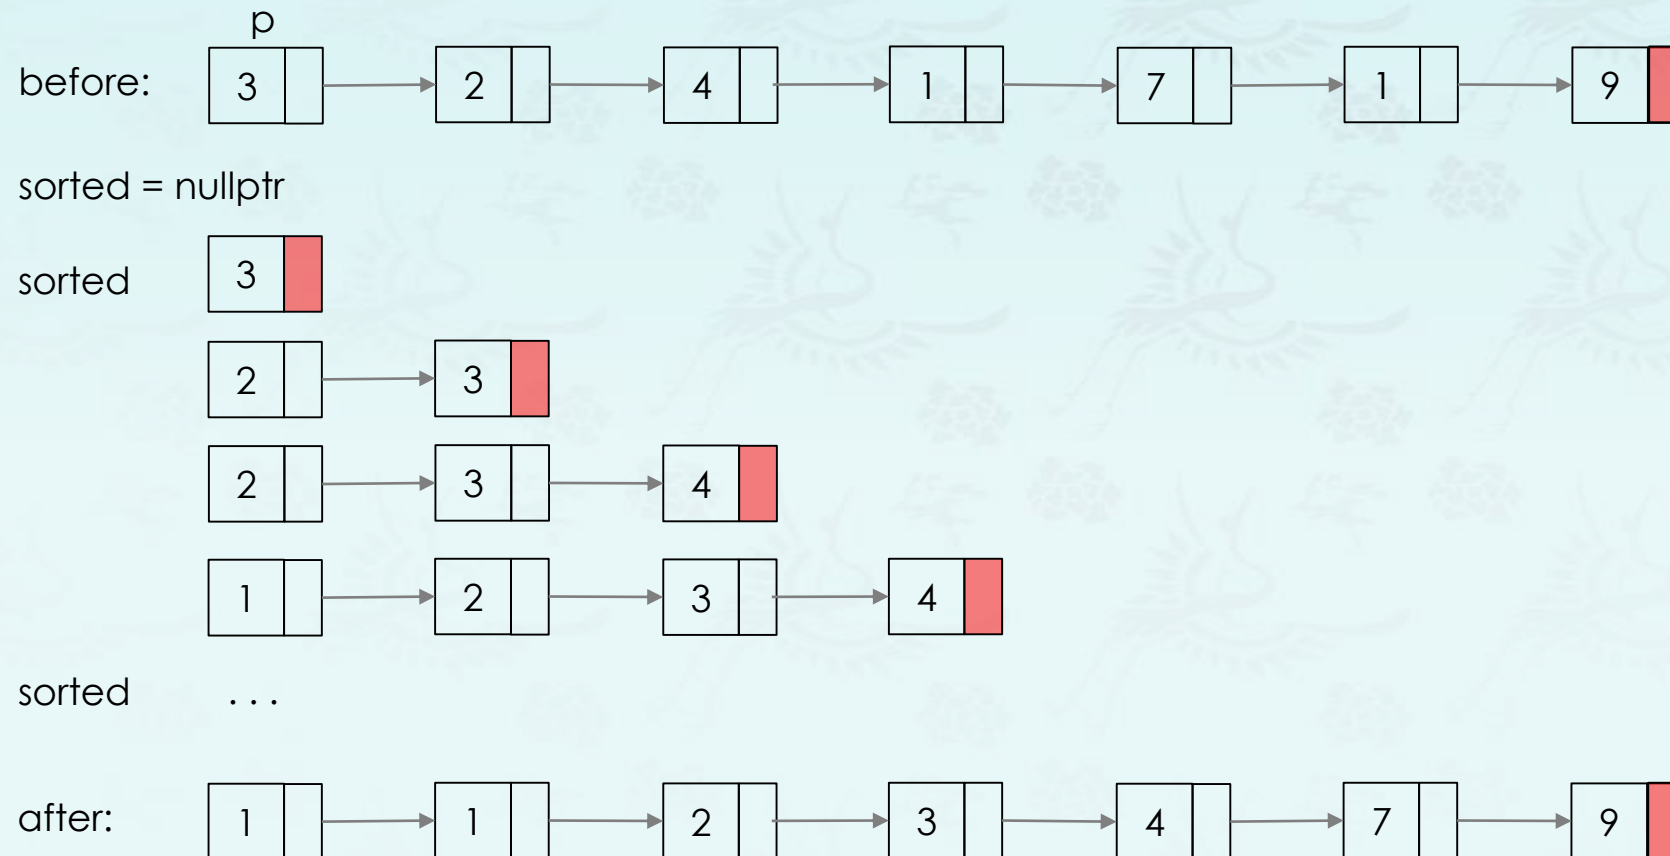 p
before: 3 2 4 1 7 1 9
sorted = nullptr
sorted 3
2 3
2 3 4
1 2 3 4
sorted ...
after: 1 1 2 3 4 7 9